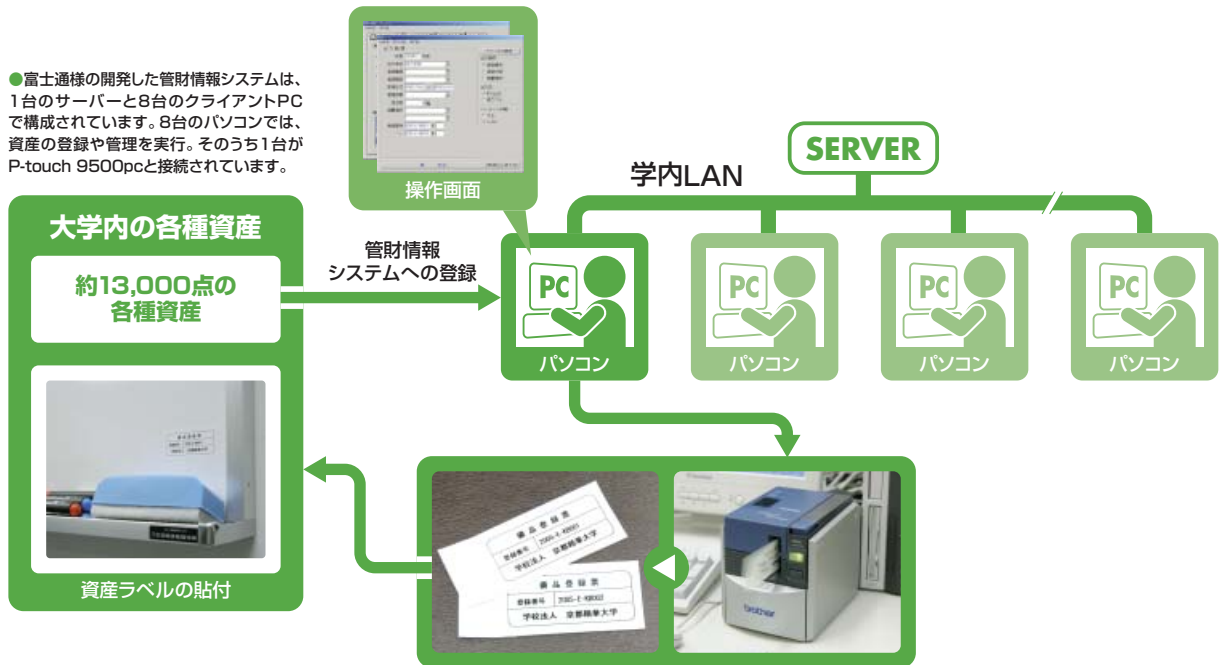 ●富士通様の開発した管財情報システムは、
1台のサーバーと8台のクライアントPC
で構成されています。8台のパソコンでは、
資産の登録や管理を実行。そのうち1台が
P-touch 9500pcと接続されています。
操作画面
学内LAN
SERVER
大学内の各種資産
約13,000点の
各種資産
管財情報
システムへの登録
PC
パソコン
PC
パソコン
PC
パソコン
PC
パソコン
資産ラベルの貼付
備品登録票
登録番号
学校法人 京都精華大学
備品登録票
登録番号
学校法人 京都精華大学
brother